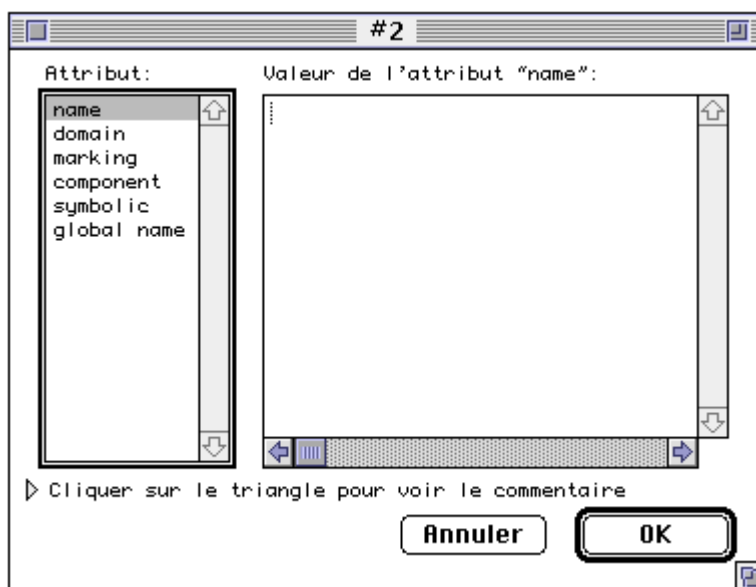 #2
Attribut:
Valeur de l'attribut “name”:
name
domain
marking
component
symbolic
global name
Cliquer sur le triangle pour voir le commentaire
Annuler
OK